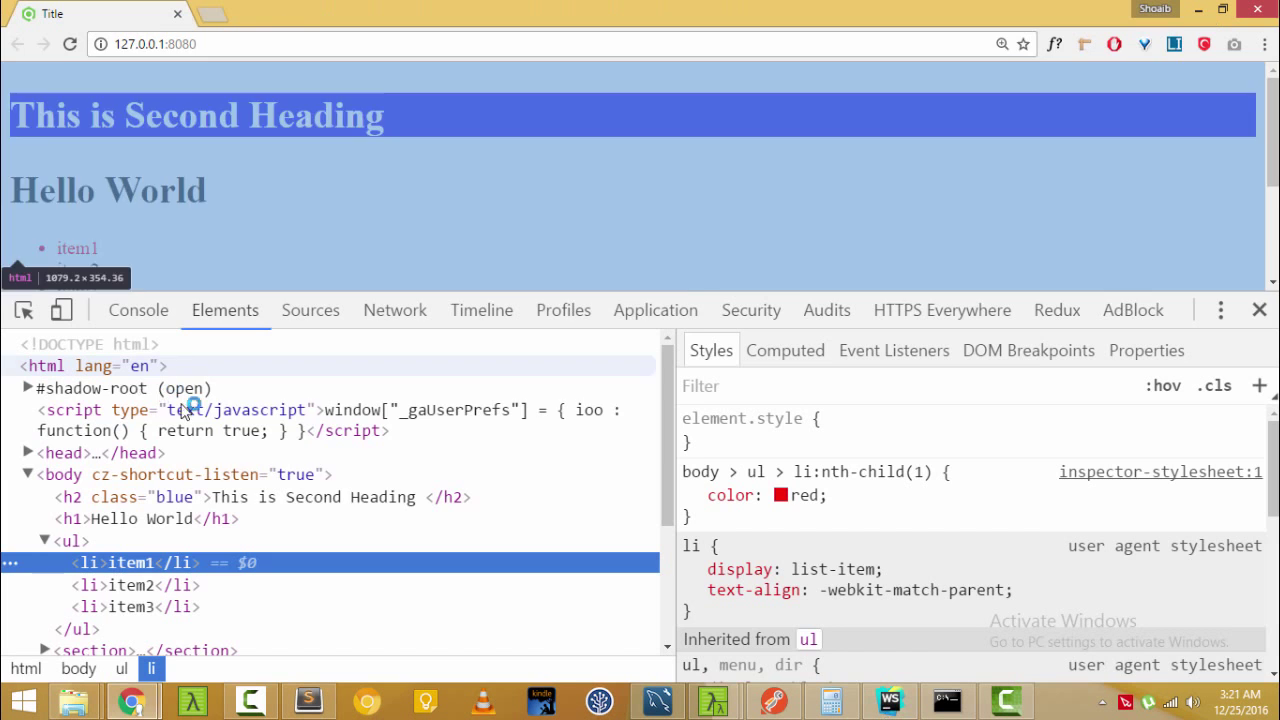 Title
Shoaib
127.0.0.1:8080
f?
LI
This is Second Heading
Hello World
item1
html 1079.2×354.36
Console Elements Sources Network Timeline Profiles Application Security Audits HTTPS Everywhere Redux AdBlock
<!DOCTYPE html>
<html lang="en">
#shadow-root (open)
<script type="text/javascript">window["_gaUserPrefs"] = { ioo :
function() { return true; } }</script>
<head>…</head>
<body cz-shortcut-listen="true">
<h2 class="blue">This is Second Heading </h2>
<h1>Hello World</h1>
<ul>
<li>item1</li> == $0
<li>item2</li>
<li>item3</li>
</ul>
<section>…</section>
html body ul li
Styles Computed Event Listeners DOM Breakpoints Properties
Filter :hov .cls +
element.style {
}
body > ul > li:nth-child(1) { inspector-stylesheet:1
color: red;
}
li { user agent stylesheet
display: list-item;
text-align: -webkit-match-parent;
}
Activate Windows
Go to PC settings to activate Windows.
Inherited from ul
ul, menu, dir { user agent stylesheet
kindle
WS
3:21 AM
12/25/2016